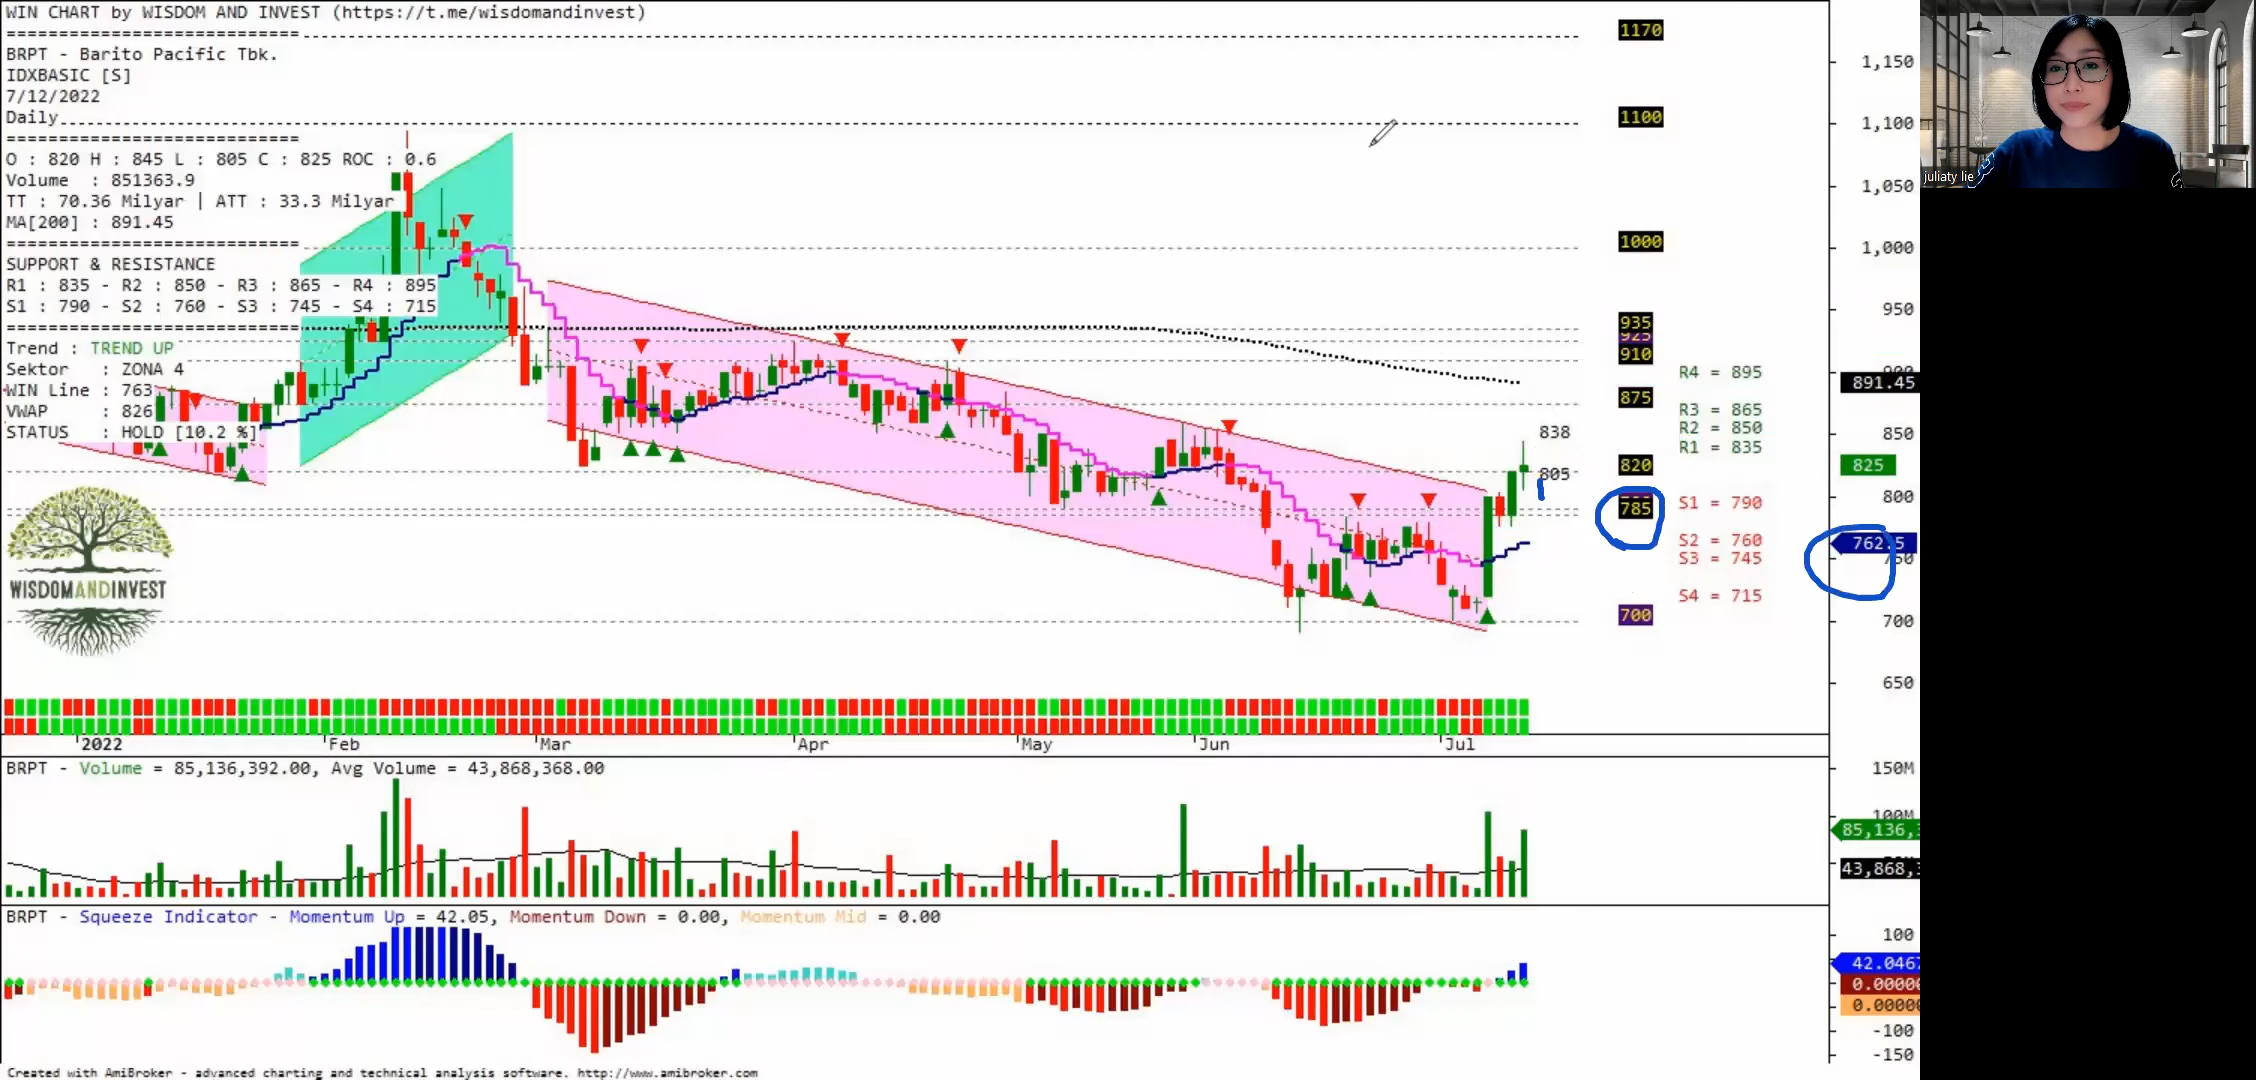 WIN CHART by WISDOM AND INVEST (https://t.me/wisdomandinvest)
BRPT - Barito Pacific Tbk.
IDXBASIC [S]
7/12/2022
Daily
O : 820 H : 845 L : 805 C : 825 ROC : 0.6
Volume : 851363.9
TT : 70.36 Milyar | ATT : 33.3 Milyar
MA[200] : 891.45
SUPPORT & RESISTANCE
R1 : 835 - R2 : 850 - R3 : 865 - R4 : 895
S1 : 790 - S2 : 760 - S3 : 745 - S4 : 715
Trend : TREND UP
Sektor : ZONA 4
WIN Line : 763
VWAP : 826
STATUS : HOLD [10.2 %]
WISDOMANDINVEST
838
805
1170
1100
1000
935
925
910
875
820
785
700
R4 = 895
R3 = 865
R2 = 850
R1 = 835
S1 = 790
S2 = 760
S3 = 745
S4 = 715
1,150
1,100
1,050
1,000
950
891.45
850
825
800
762.5
700
650
juliaty lie
2022 Feb Mar Apr May Jun Jul
BRPT - Volume = 85,136,392.00, Avg Volume = 43,868,368.00
150M
100M
85,136,
43,868,
BRPT - Squeeze Indicator - Momentum Up = 42.05, Momentum Down = 0.00, Momentum Mid = 0.00
100
42.046
0.0000
0.0000
-100
-150
Created with AmiBroker - advanced charting and technical analysis software. http://www.amibroker.com